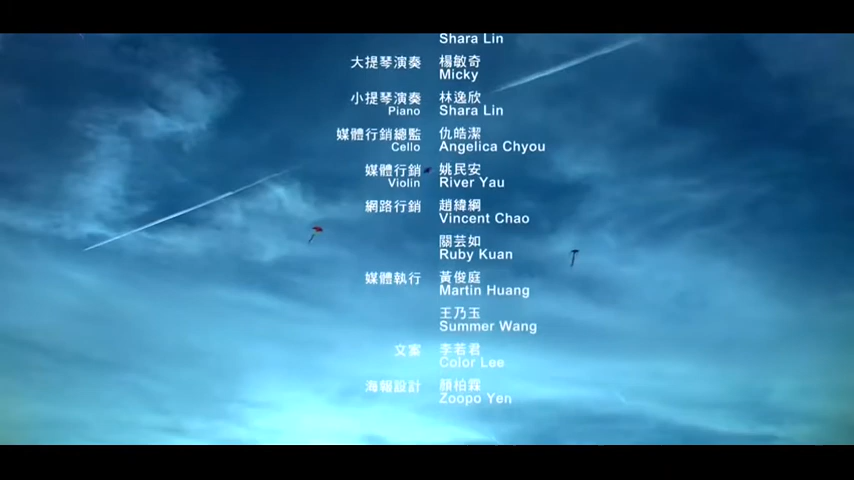 Shara Lin
大提琴演奏 楊敏奇
Micky
小提琴演奏 林逸欣
Piano Shara Lin
媒體行銷總監 仇皓潔
Cello Angelica Chyou
媒體行銷 姚民安
Violin River Yau
網路行銷 趙緯綱
Vincent Chao
關芸如
Ruby Kuan
媒體執行 黃俊庭
Martin Huang
王乃玉
Summer Wang
文案 李若君
Color Lee
海報設計 顏柏霖
Zoopo Yen